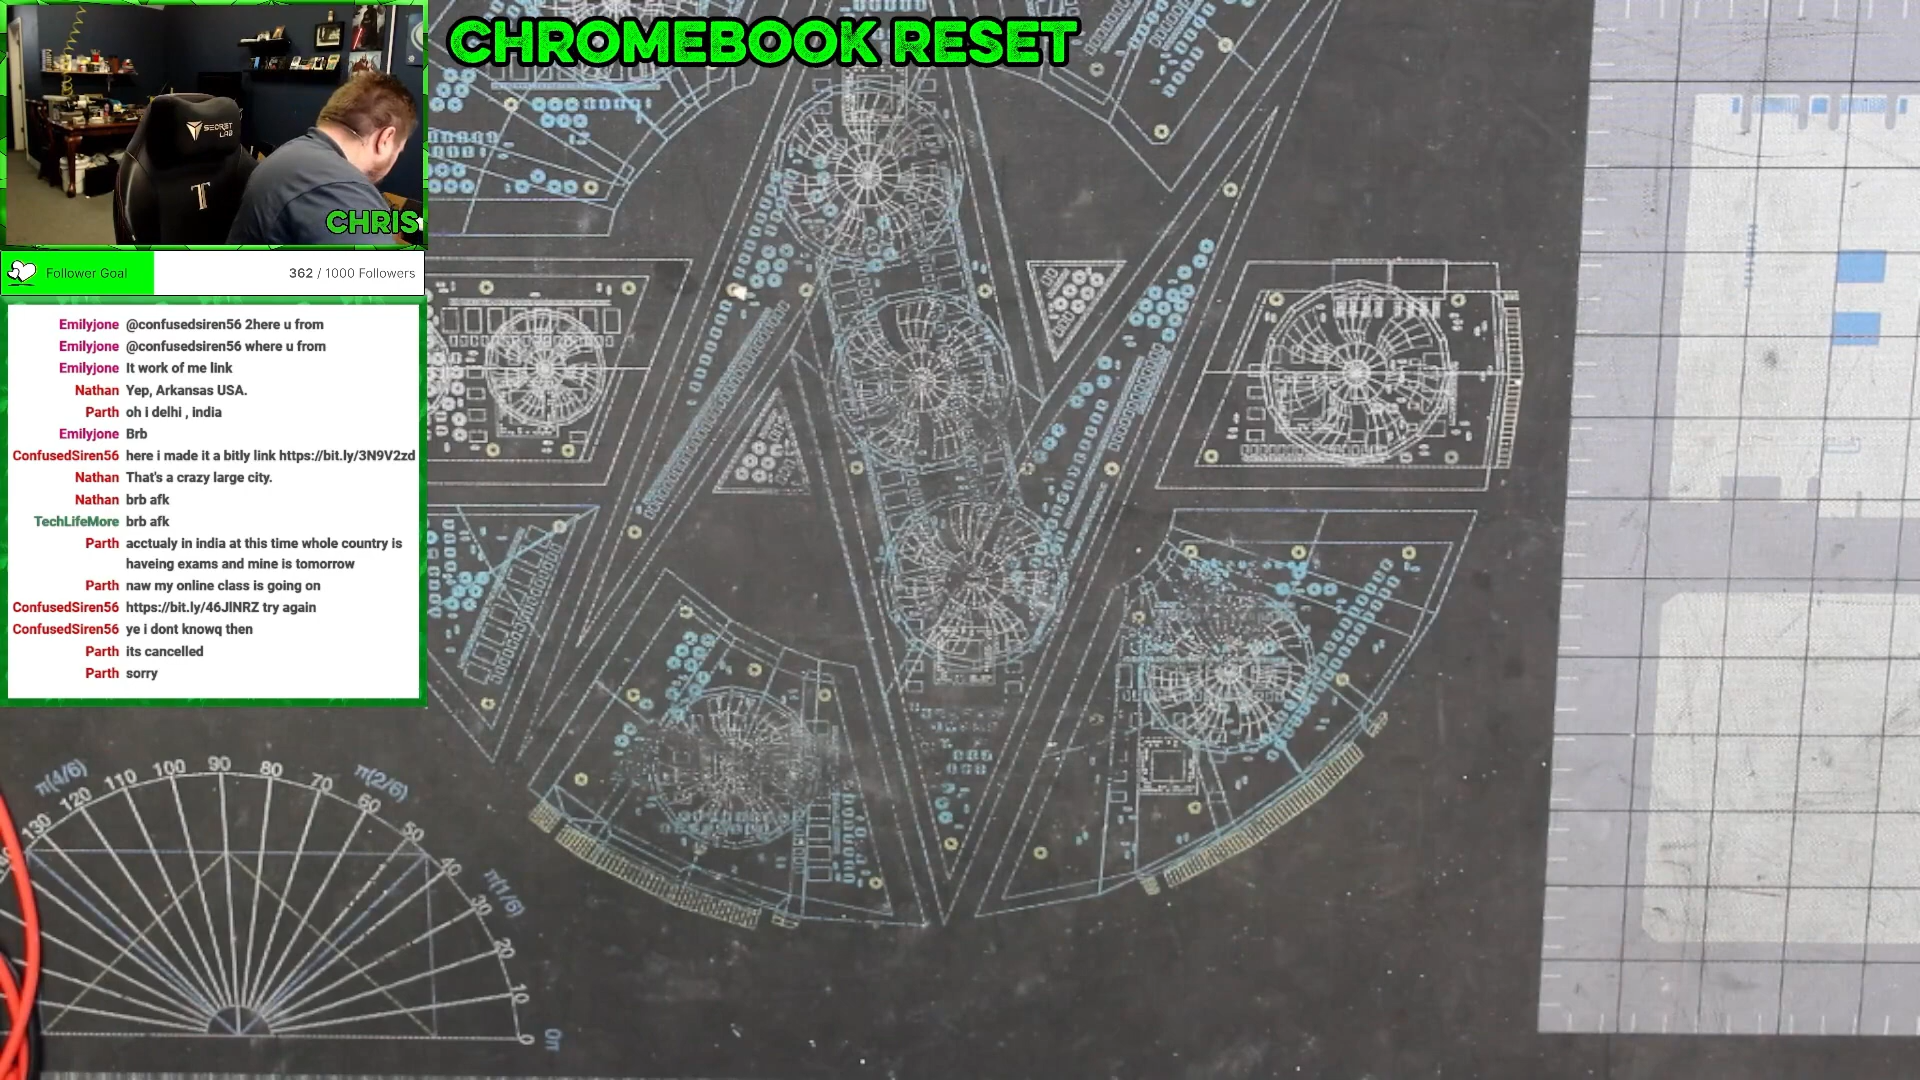 CHROMEBOOK RESET
SECRETLAB
CHRIS
Follower Goal
362 / 1000 Followers
Emilyjone @confusedsiren56 2here u from
Emilyjone @confusedsiren56 where u from
Emilyjone It work of me link
Nathan Yep, Arkansas USA.
Parth oh i delhi , india
Emilyjone Brb
ConfusedSiren56 here i made it a bitly link https://bit.ly/3N9V2zd
Nathan That's a crazy large city.
Nathan brb afk
TechLifeMore brb afk
Parth acctualy in india at this time whole country is
haveing exams and mine is tomorrow
Parth naw my online class is going on
ConfusedSiren56 https://bit.ly/46JlNRZ try again
ConfusedSiren56 ye i dont knowq then
Parth its cancelled
Parth sorry
π(4/6)
π(2/6)
π(1/6)
130
120
110
100
90
80
70
60
50
40
30
20
10
0
0π